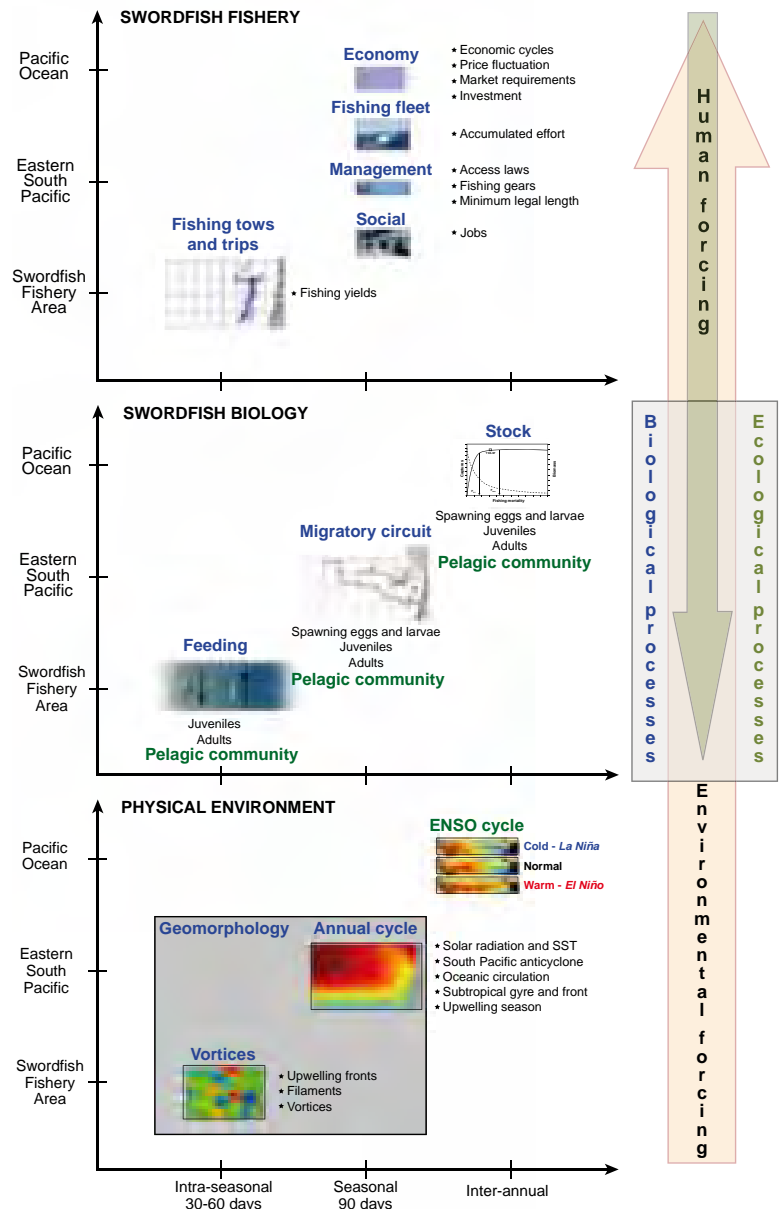 SWORDFISH FISHERY
Pacific
Ocean
Eastern
South
Pacific
Swordfish
Fishery
Area
Economy
★ Economic cycles
★ Price fluctuation
★ Market requirements
★ Investment
Fishing fleet
★ Accumulated effort
Management
★ Access laws
★ Fishing gears
★ Minimum legal length
Social
★ Jobs
Fishing tows
and trips
★ Fishing yields
Human forcing
SWORDFISH BIOLOGY
Pacific
Ocean
Eastern
South
Pacific
Swordfish
Fishery
Area
Stock
Fishing mortality
Spawning eggs and larvae
Juveniles
Adults
Pelagic community
Migratory circuit
Spawning eggs and larvae
Juveniles
Adults
Pelagic community
Feeding
Juveniles
Adults
Pelagic community
Biological processes
Ecological processes
PHYSICAL ENVIRONMENT
Pacific
Ocean
Eastern
South
Pacific
Swordfish
Fishery
Area
ENSO cycle
Cold - La Niña
Normal
Warm - El Niño
Geomorphology
Annual cycle
★ Solar radiation and SST
★ South Pacific anticyclone
★ Oceanic circulation
★ Subtropical gyre and front
★ Upwelling season
Vortices
★ Upwelling fronts
★ Filaments
★ Vortices
Environmental forcing
Intra-seasonal
30-60 days
Seasonal
90 days
Inter-annual